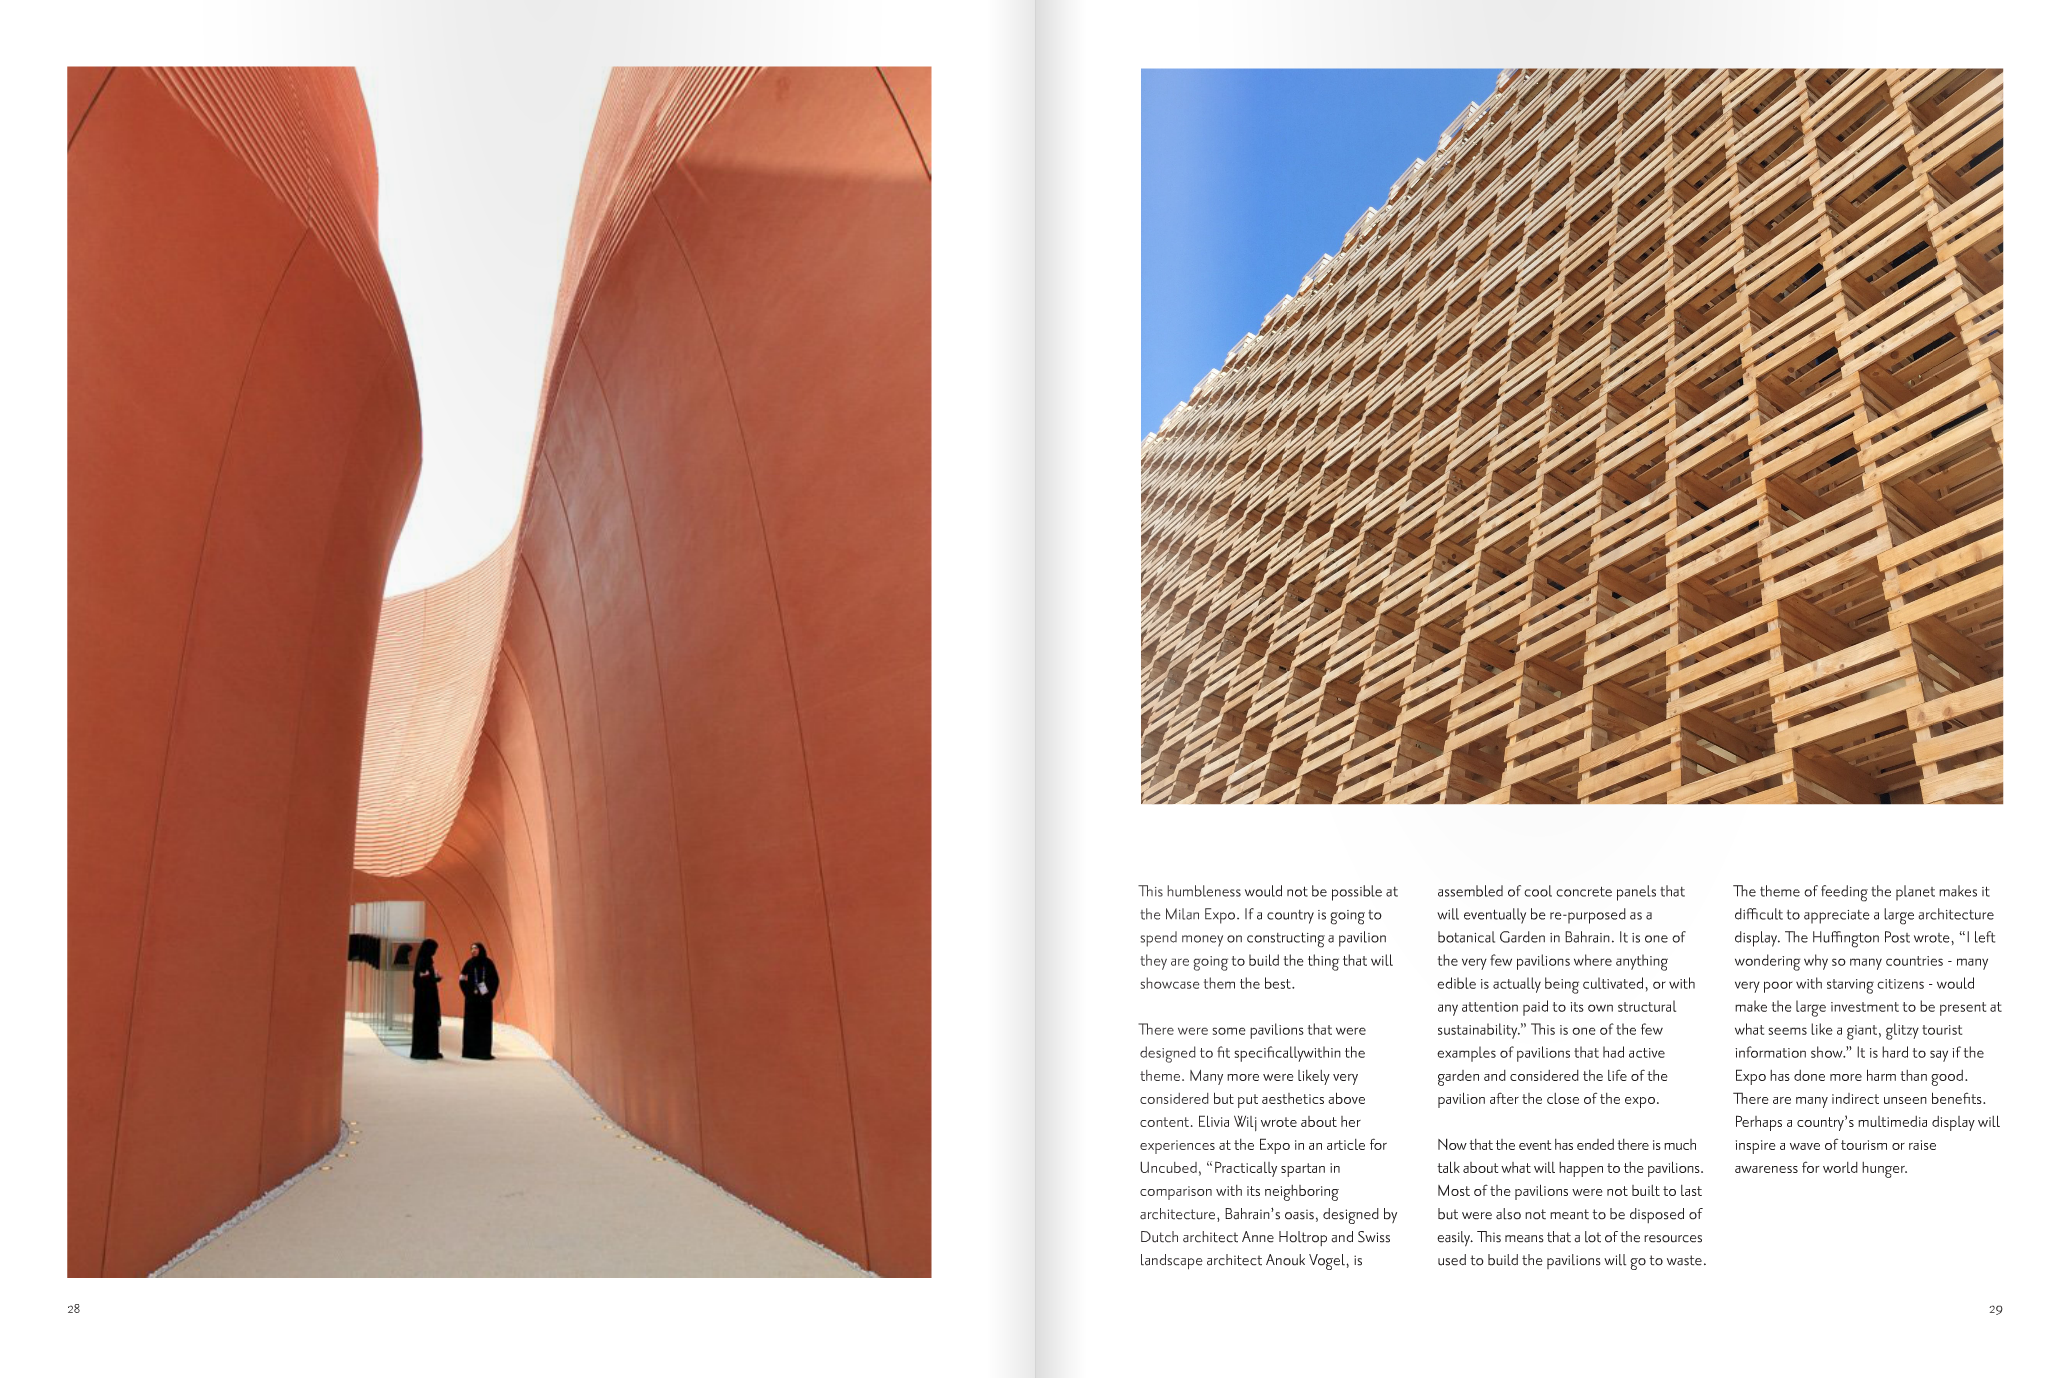 This humbleness would not be possible at
the Milan Expo. If a country is going to
spend money on constructing a pavilion
they are going to build the thing that will
showcase them the best.
There were some pavilions that were
designed to fit specificallywithin the
theme. Many more were likely very
considered but put aesthetics above
content. Elivia Wilj wrote about her
experiences at the Expo in an article for
Uncubed, “Practically spartan in
comparison with its neighboring
architecture, Bahrain’s oasis, designed by
Dutch architect Anne Holtrop and Swiss
landscape architect Anouk Vogel, is
assembled of cool concrete panels that
will eventually be re-purposed as a
botanical Garden in Bahrain. It is one of
the very few pavilions where anything
edible is actually being cultivated, or with
any attention paid to its own structural
sustainability.” This is one of the few
examples of pavilions that had active
garden and considered the life of the
pavilion after the close of the expo.
Now that the event has ended there is much
talk about what will happen to the pavilions.
Most of the pavilions were not built to last
but were also not meant to be disposed of
easily. This means that a lot of the resources
used to build the pavilions will go to waste.
The theme of feeding the planet makes it
difficult to appreciate a large architecture
display. The Huffington Post wrote, “I left
wondering why so many countries - many
very poor with starving citizens - would
make the large investment to be present at
what seems like a giant, glitzy tourist
information show.” It is hard to say if the
Expo has done more harm than good.
There are many indirect unseen benefits.
Perhaps a country’s multimedia display will
inspire a wave of tourism or raise
awareness for world hunger.
28
29